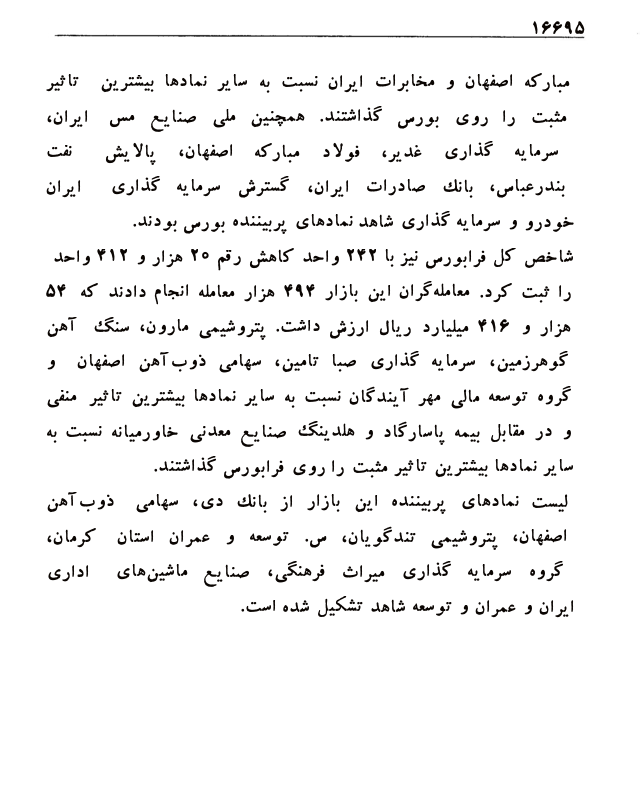 ۱۶۶۹۵
مبارکه اصفهان و مخابرات ایران نسبت به سایر نمادها بیشترین تاثیر
مثبت را روی بورس گذاشتند. همچنین ملی صنایع مس ایران،
سرمایه گذاری غدیر، فولاد مبارکه اصفهان، پالایش نفت
بندرعباس، بانک صادرات ایران، گسترش سرمایه گذاری ایران
خودرو و سرمایه گذاری شاهد نمادهای پربیننده بورس بودند.
شاخص کل فرابورس نیز با ۲۴۲ واحد کاهش رقم ۲۰ هزار و ۴۱۲ واحد
را ثبت کرد. معامله‌گران این بازار ۴۹۴ هزار معامله انجام دادند که ۵۴
هزار و ۴۱۶ میلیارد ریال ارزش داشت. پتروشیمی مارون، سنگ آهن
گوهرزمین، سرمایه گذاری صبا تامین، سهامی ذوب‌آهن اصفهان و
گروه توسعه مالی مهر آیندگان نسبت به سایر نمادها بیشترین تاثیر منفی
و در مقابل بیمه پاسارگاد و هلدینگ صنایع معدنی خاورمیانه نسبت به
سایر نمادها بیشترین تاثیر مثبت را روی فرابورس گذاشتند.
لیست نمادهای پربیننده این بازار از بانک دی، سهامی ذوب‌آهن
اصفهان، پتروشیمی تندگویان، س. توسعه و عمران استان کرمان،
گروه سرمایه گذاری میراث فرهنگی، صنایع ماشین‌های اداری
ایران و عمران و توسعه شاهد تشکیل شده است.